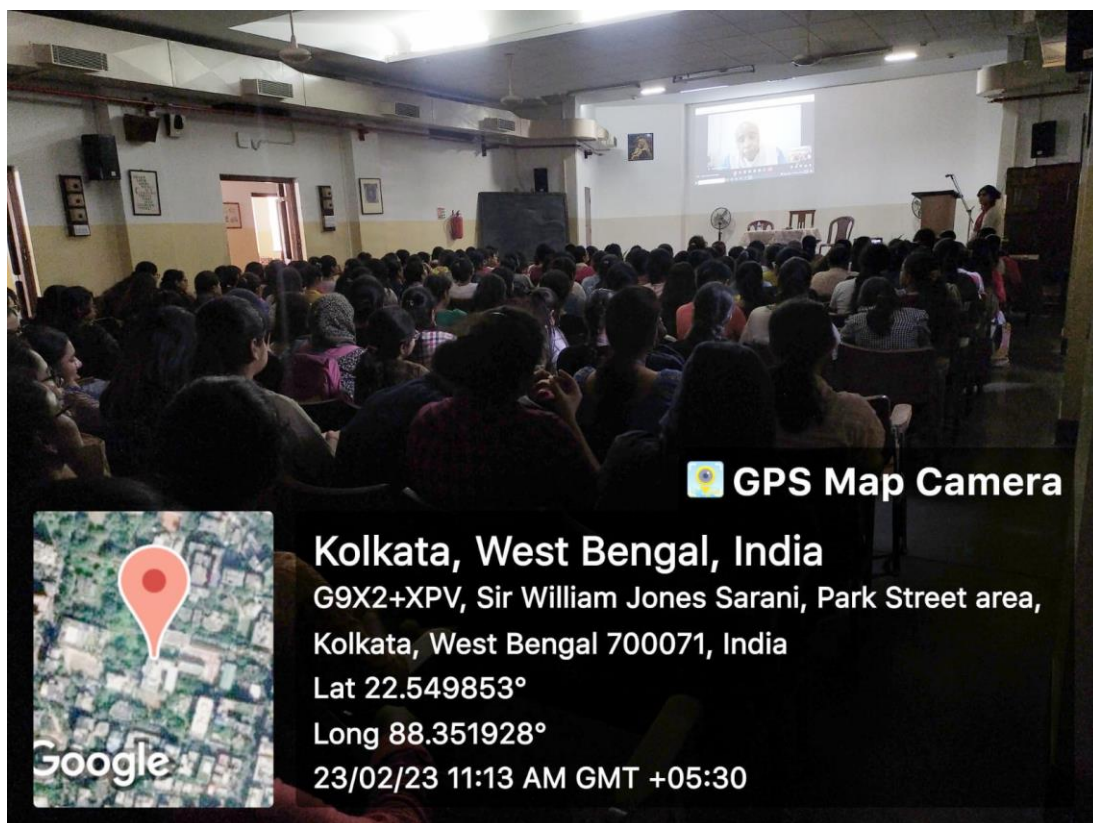 GPS Map Camera
Kolkata, West Bengal, India
G9X2+XPV, Sir William Jones Sarani, Park Street area,
Kolkata, West Bengal 700071, India
Lat 22.549853°
Long 88.351928°
23/02/23 11:13 AM GMT +05:30
Google